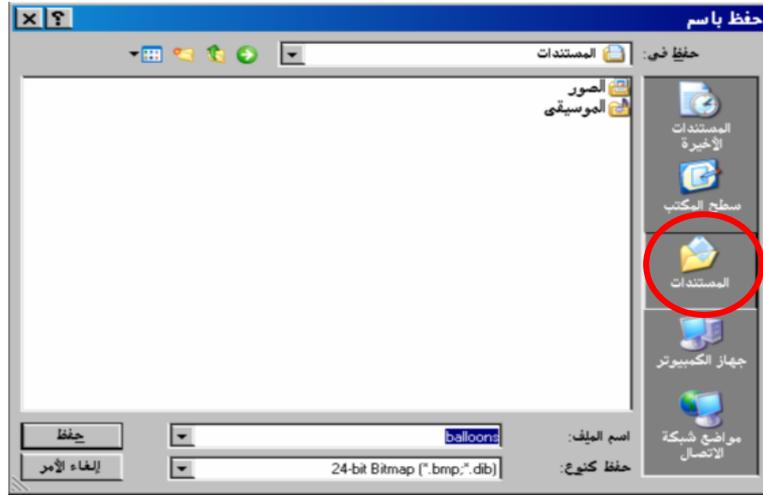 حفظ باسم
حفظ في: المستندات
الصور
الموسيقى
المستندات
الأخيرة
سطح المكتب
المستندات
جهاز الكمبيوتر
مواضع شبكة
الاتصال
اسم الملف: balloons
حفظ
حفظ كنوع: 24-bit Bitmap (*.bmp;*.dib)
إلغاء الأمر